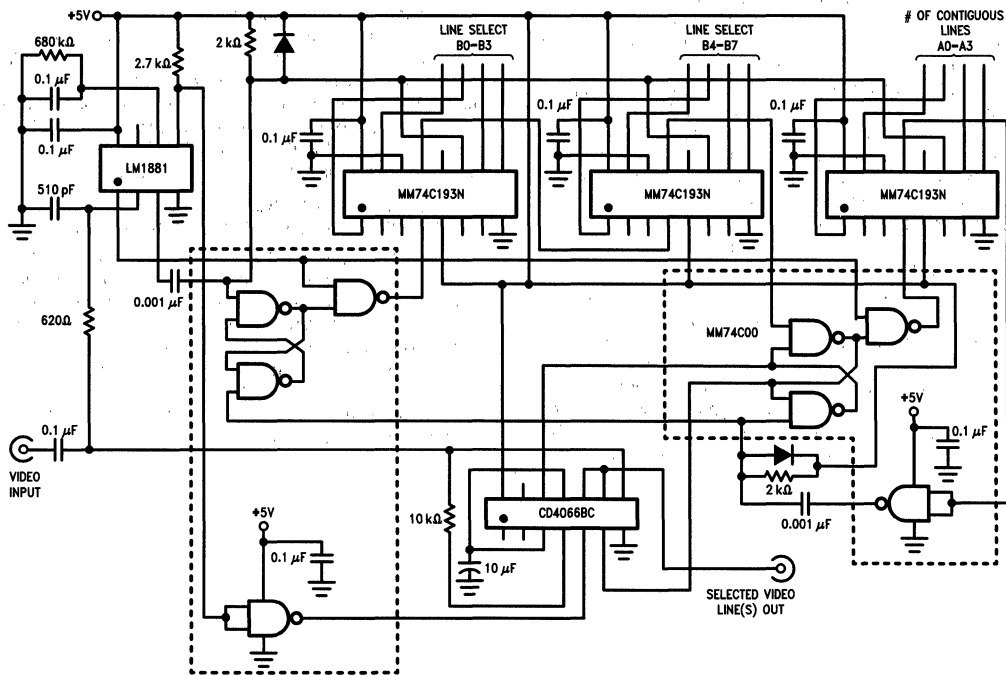 +5V
680 kΩ
0.1 μF
0.1 μF
510 pF
2.7 kΩ
2 kΩ
LM1881
LINE SELECT
B0-B3
LINE SELECT
B4-B7
# OF CONTIGUOUS
LINES
A0-A3
0.1 μF
0.1 μF
0.1 μF
MM74C193N
MM74C193N
MM74C193N
0.001 μF
620Ω
MM74C00
0.1 μF
VIDEO
INPUT
+5V
0.1 μF
2 kΩ
0.001 μF
10 kΩ
CD4066BC
10 μF
+5V
0.1 μF
SELECTED VIDEO
LINE(S) OUT